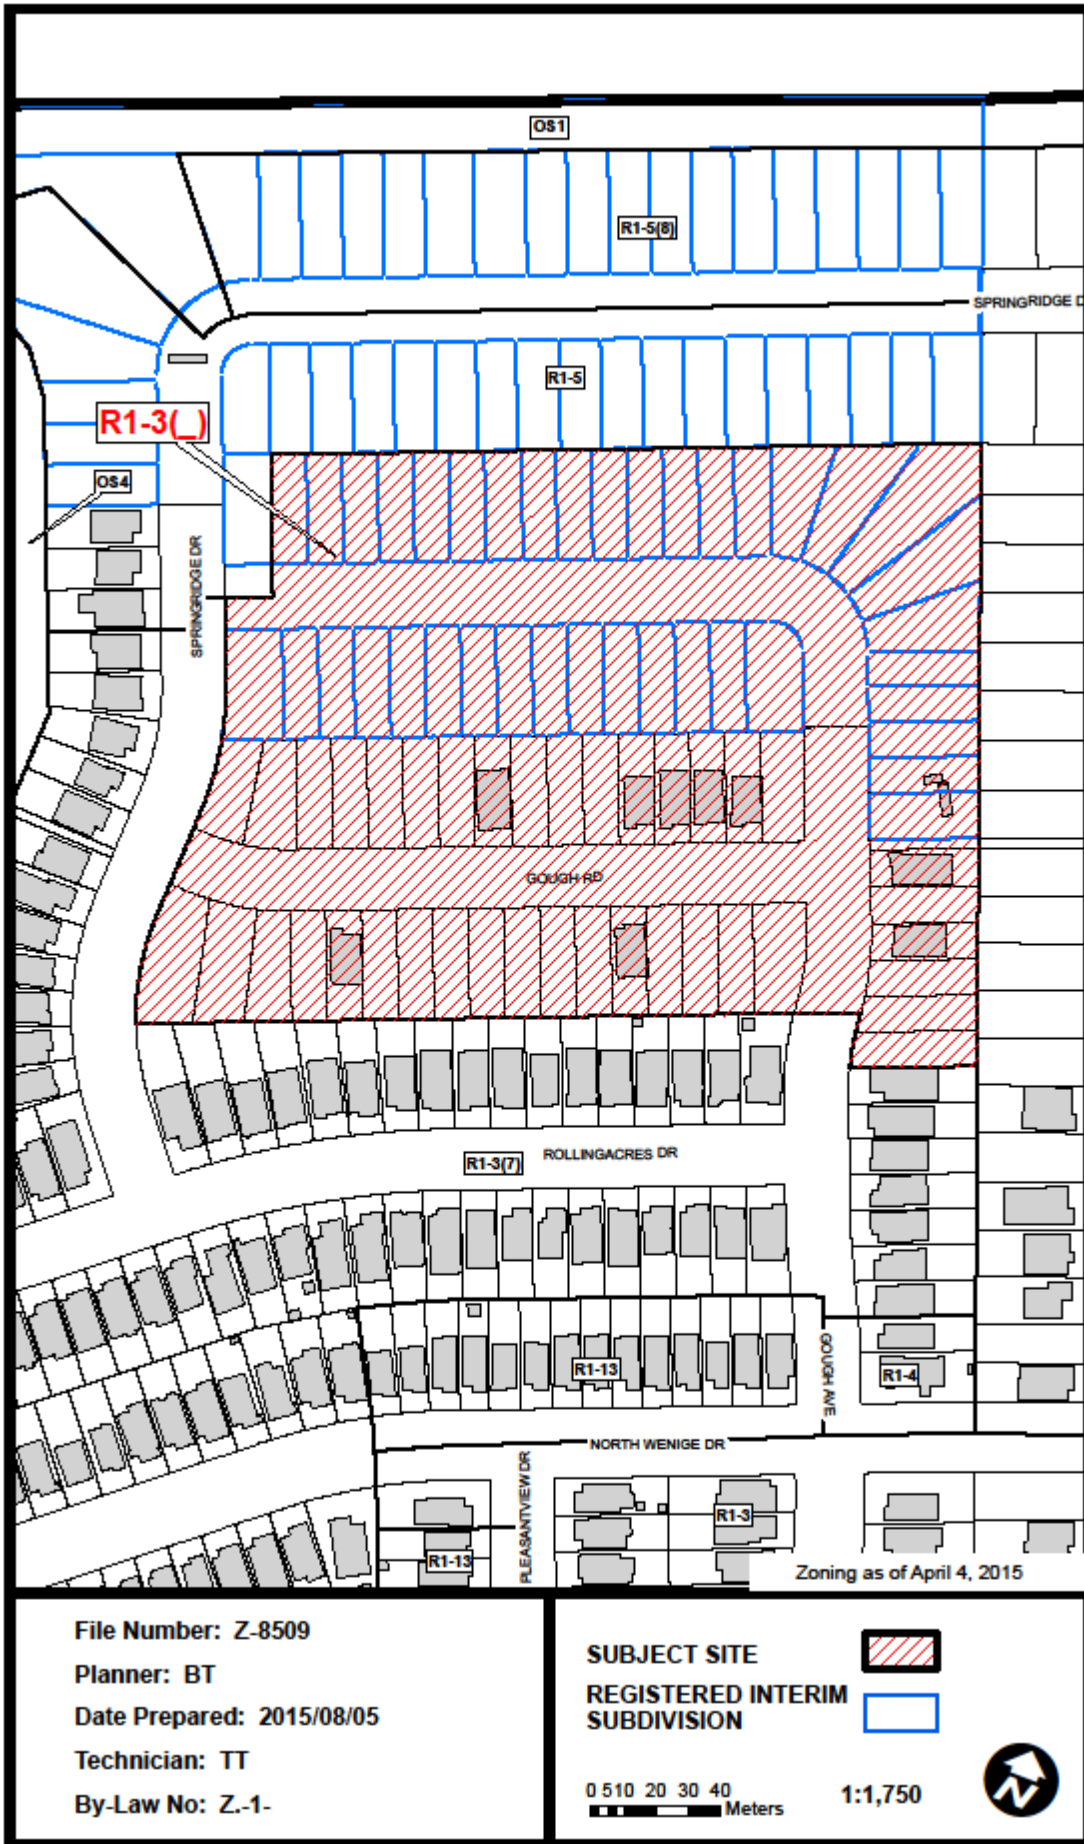 OS1
R1-5(8)
SPRINGRIDGE D
R1-5
R1-3(_)
OS4
SPRINGRIDGE DR
GOUGH RD
R1-3(7)
ROLLINGACRES DR
R1-13
GOUGH AVE
R1-4
NORTH WENIGE DR
PLEASANTVIEW DR
R1-3
R1-13
Zoning as of April 4, 2015
File Number: Z-8509
Planner: BT
Date Prepared: 2015/08/05
Technician: TT
By-Law No: Z.-1-
SUBJECT SITE
REGISTERED INTERIM
SUBDIVISION
0 5 10 20 30 40
Meters
1:1,750
N